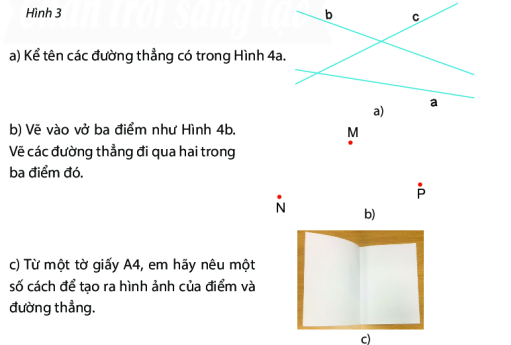 Hình 3
b
c
a) Kể tên các đường thẳng có trong Hình 4a.
a
a)
b) Vẽ vào vở ba điểm như Hình 4b.
Vẽ các đường thẳng đi qua hai trong
ba điểm đó.
M
N
P
b)
c) Từ một tờ giấy A4, em hãy nêu một
số cách để tạo ra hình ảnh của điểm và
đường thẳng.
c)